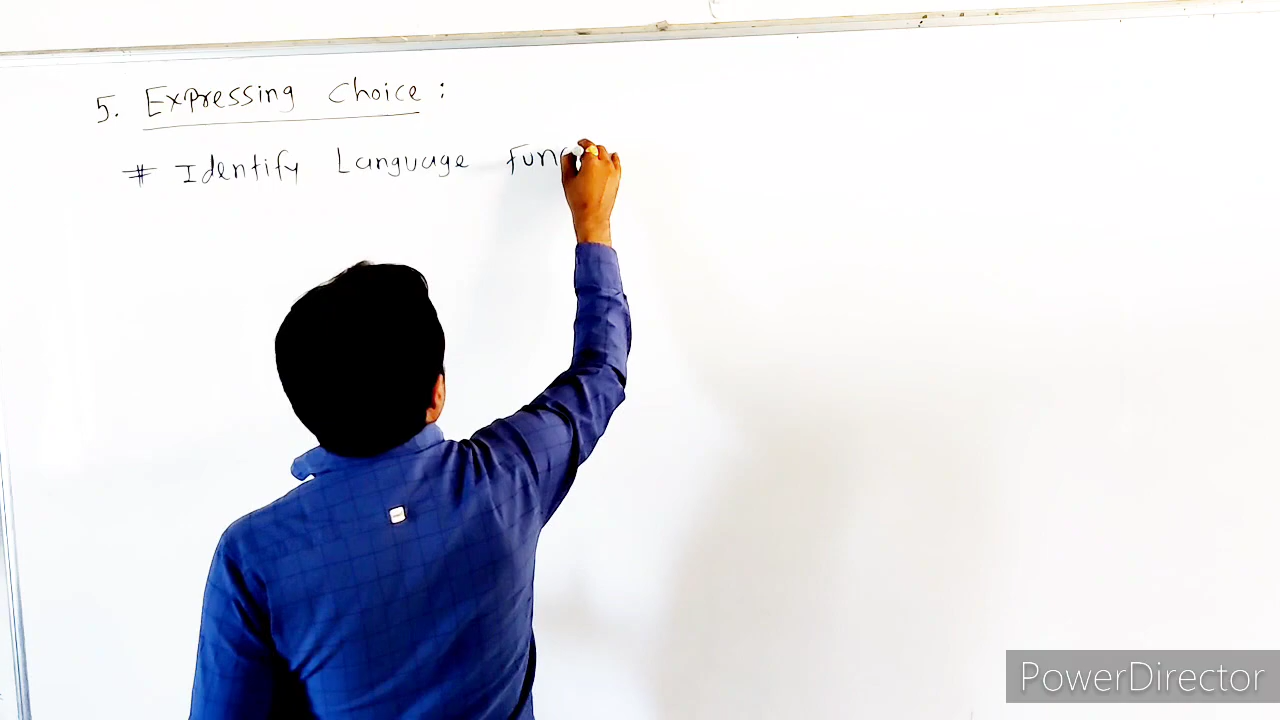 5. Expressing Choice :
# Identify Language Func
PowerDirector